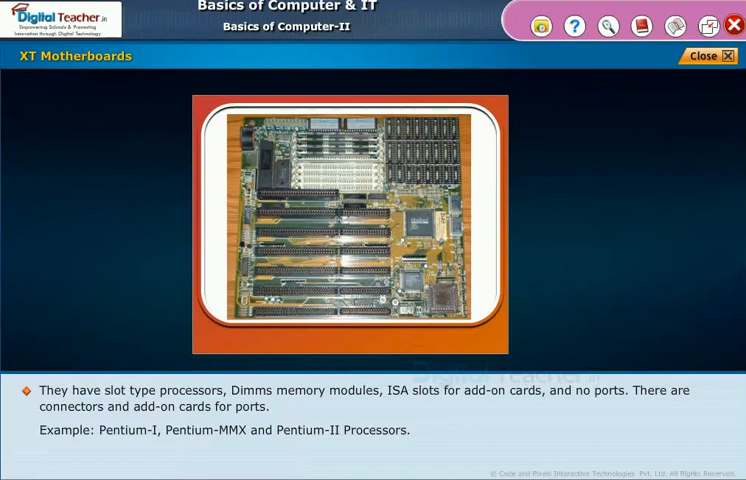 Basics of Computer & IT
Digital Teacher.in
Empowering Schools & Promoting
Innovation through Digital Technology
Basics of Computer-II
XT Motherboards
Close
Digital Teacher.in
They have slot type processors, Dimms memory modules, ISA slots for add-on cards, and no ports. There are
connectors and add-on cards for ports.
Example: Pentium-I, Pentium-MMX and Pentium-II Processors.
© Code and Pixels Interactive Technologies Pvt. Ltd. All Rights Reserved.